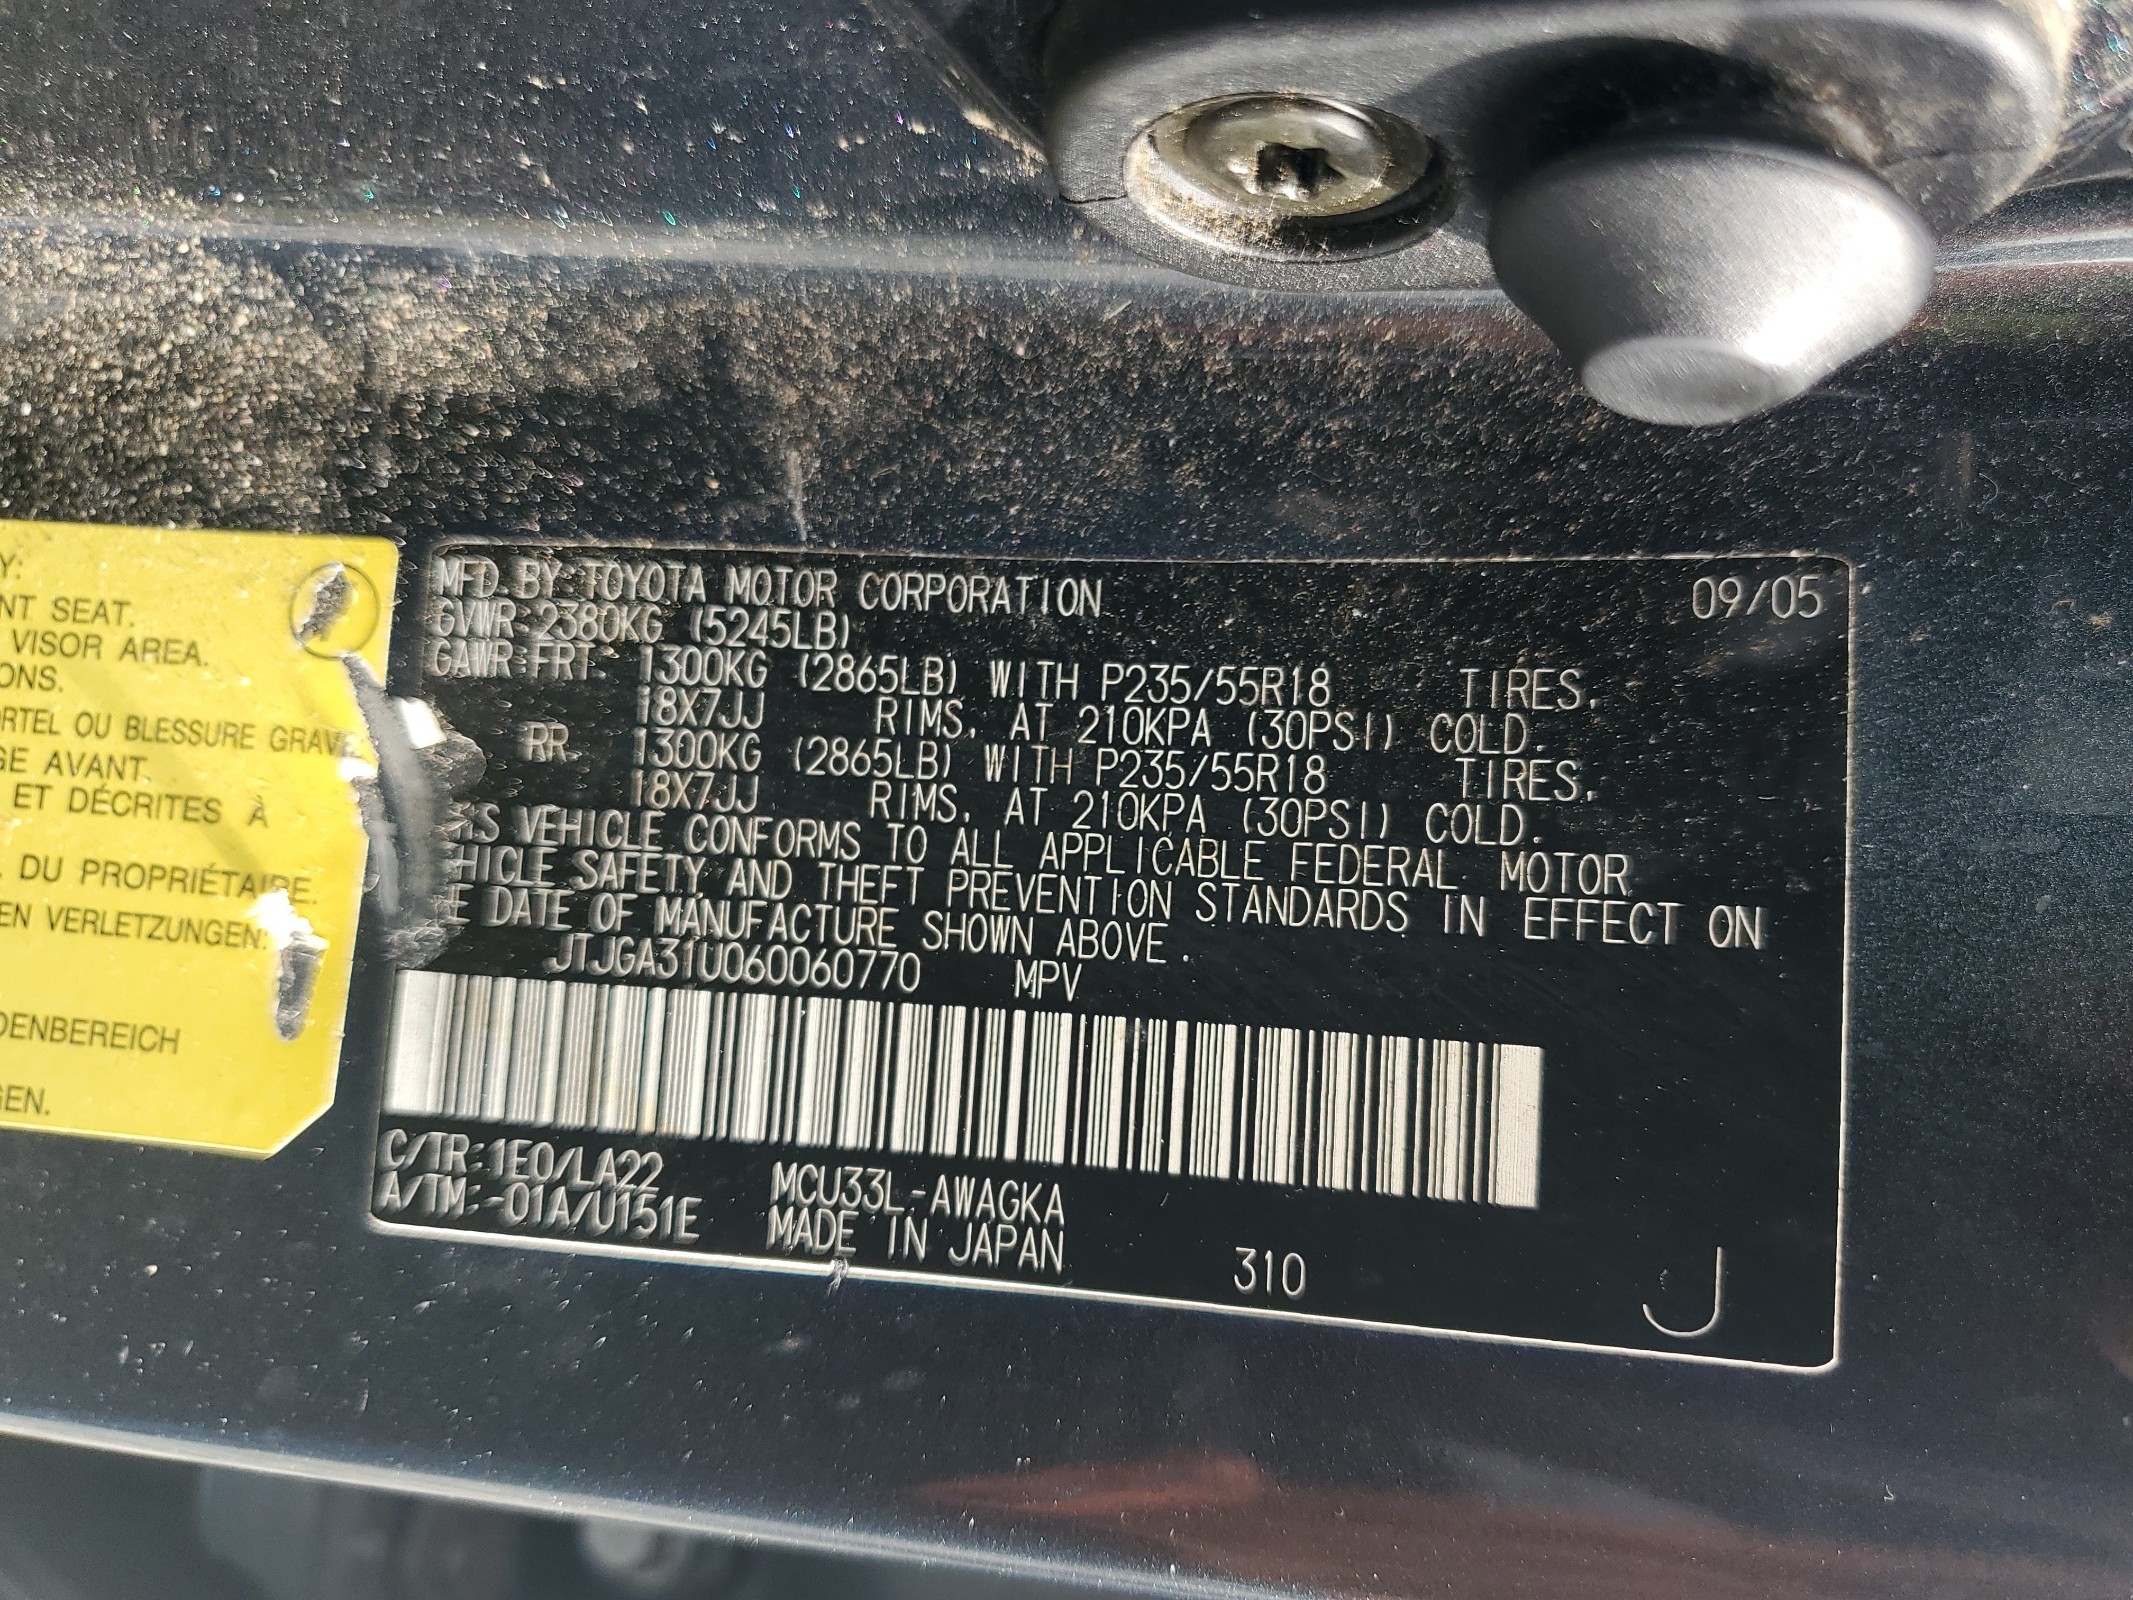 Y:
NT SEAT.
VISOR AREA.
ONS.
ORTEL OU BLESSURE GRAVE
GE AVANT.
ET DÉCRITES À
DU PROPRIÉTAIRE.
EN VERLETZUNGEN:
DENBEREICH
GEN.
MFD. BY TOYOTA MOTOR CORPORATION 09/05
GVWR 2380KG (5245LB)
GAWR FRT 1300KG (2865LB) WITH P235/55R18 TIRES,
18X7JJ RIMS, AT 210KPA (30PSI) COLD.
RR 1300KG (2865LB) WITH P235/55R18 TIRES,
18X7JJ RIMS, AT 210KPA (30PSI) COLD.
IS VEHICLE CONFORMS TO ALL APPLICABLE FEDERAL MOTOR
HICLE SAFETY AND THEFT PREVENTION STANDARDS IN EFFECT ON
E DATE OF MANUFACTURE SHOWN ABOVE.
JTJGA31U060060770 MPV
C/TR:1E0/LA22 MCU33L-AWAGKA
A/TM:-01A/U151E MADE IN JAPAN
310 J